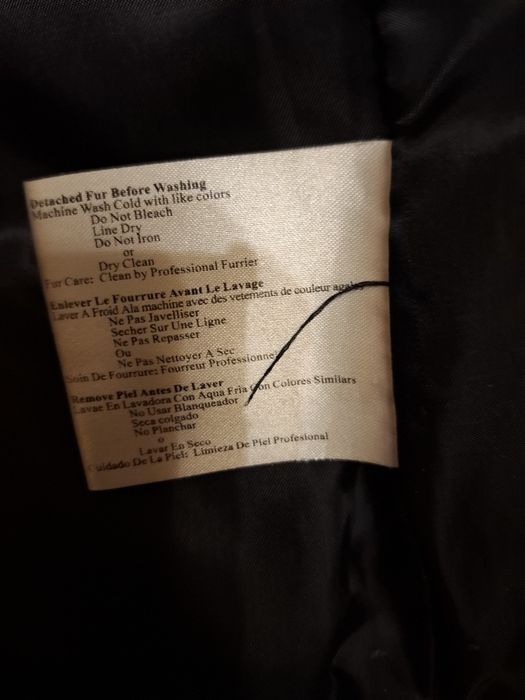 Detached Fur Before Washing
Machine Wash Cold with like colors
Do Not Bleach
Line Dry
Do Not Iron
or
Dry Clean
Fur Care: Clean by Professional Furrier
Enlever Le Fourrure Avant Le Lavage
Laver A Froid Ala machine avec des vetements de couleur
Ne Pas Javelliser
Secher Sur Une Ligne
Ne Pas Repasser
Ou
Ne Pas Nettoyer A Sec
Soin De Fourrure: Fourreur Professionnel
Remove Piel Antes De Laver
Lavae En Lavadora Con Aqua Fria Con Colores Similars
No Usar Blanqueador
Seca colgado
No Planchar
o
Lavar En Seco
Cuidado De La Piel: Limieza De Piel Profesional